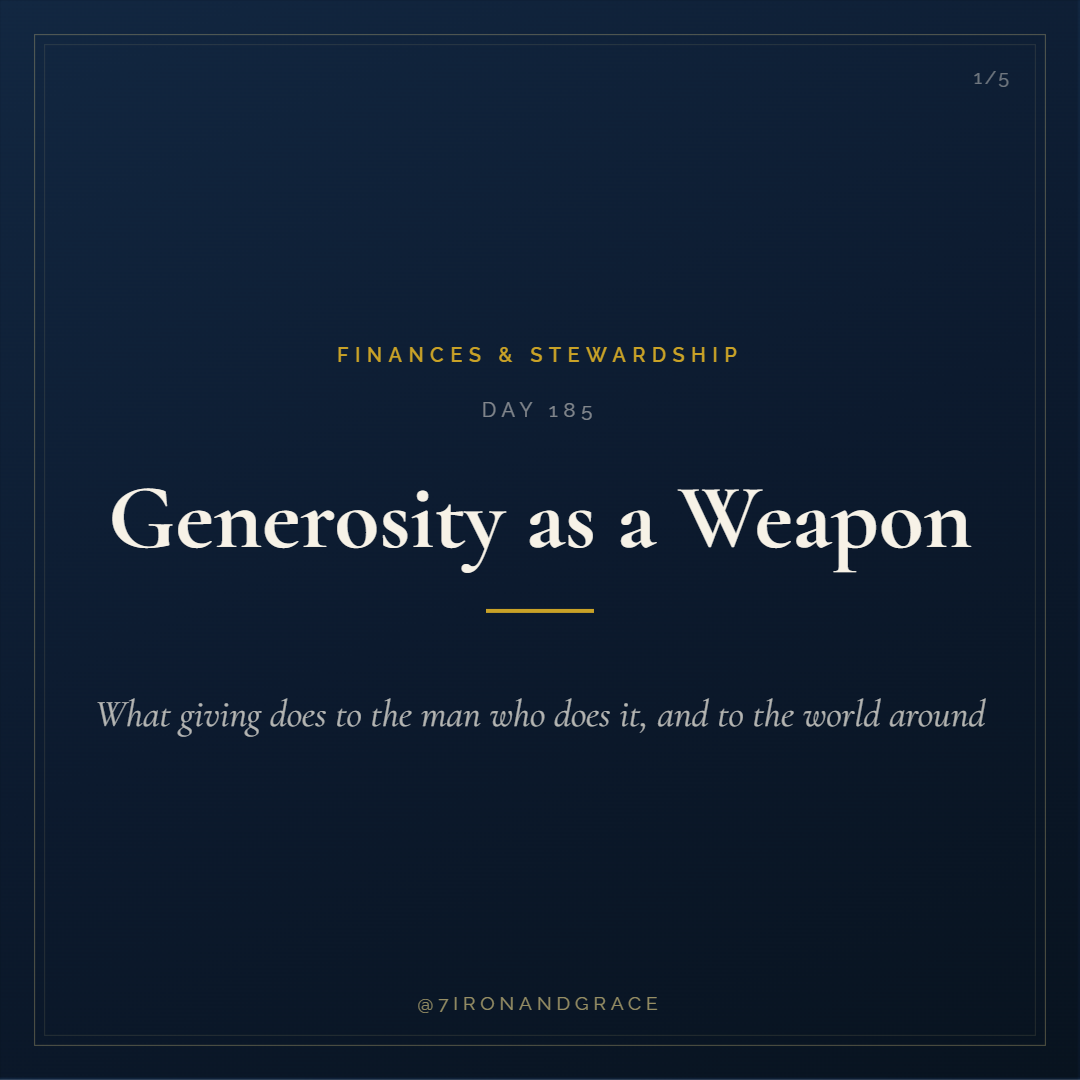 1/5
FINANCES & STEWARDSHIP
DAY 185
Generosity as a Weapon
What giving does to the man who does it, and to the world around
@7IRONANDGRACE